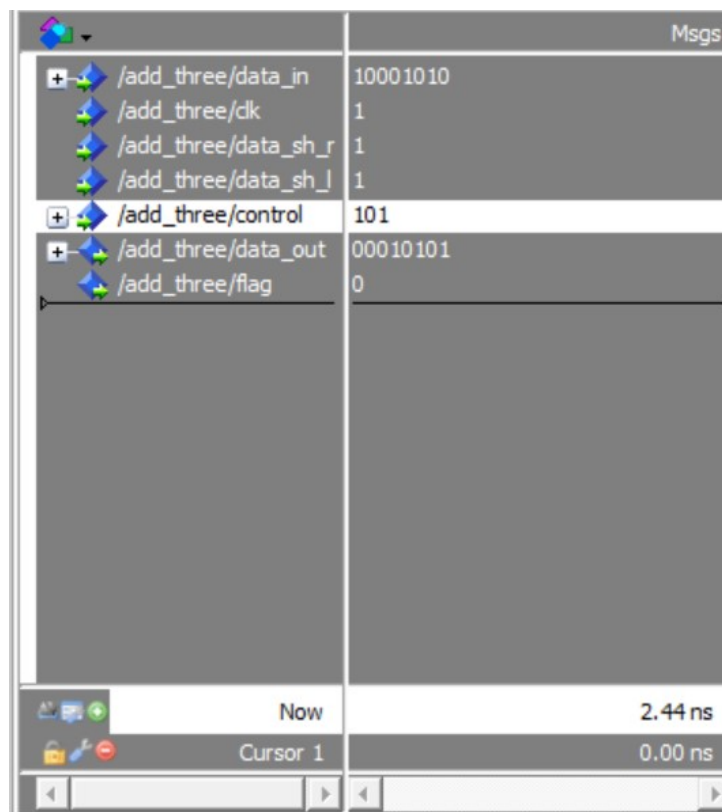 Msgs
/add_three/data_in 10001010
/add_three/clk 1
/add_three/data_sh_r 1
/add_three/data_sh_l 1
/add_three/control 101
/add_three/data_out 00010101
/add_three/flag 0
Now 2.44 ns
Cursor 1 0.00 ns